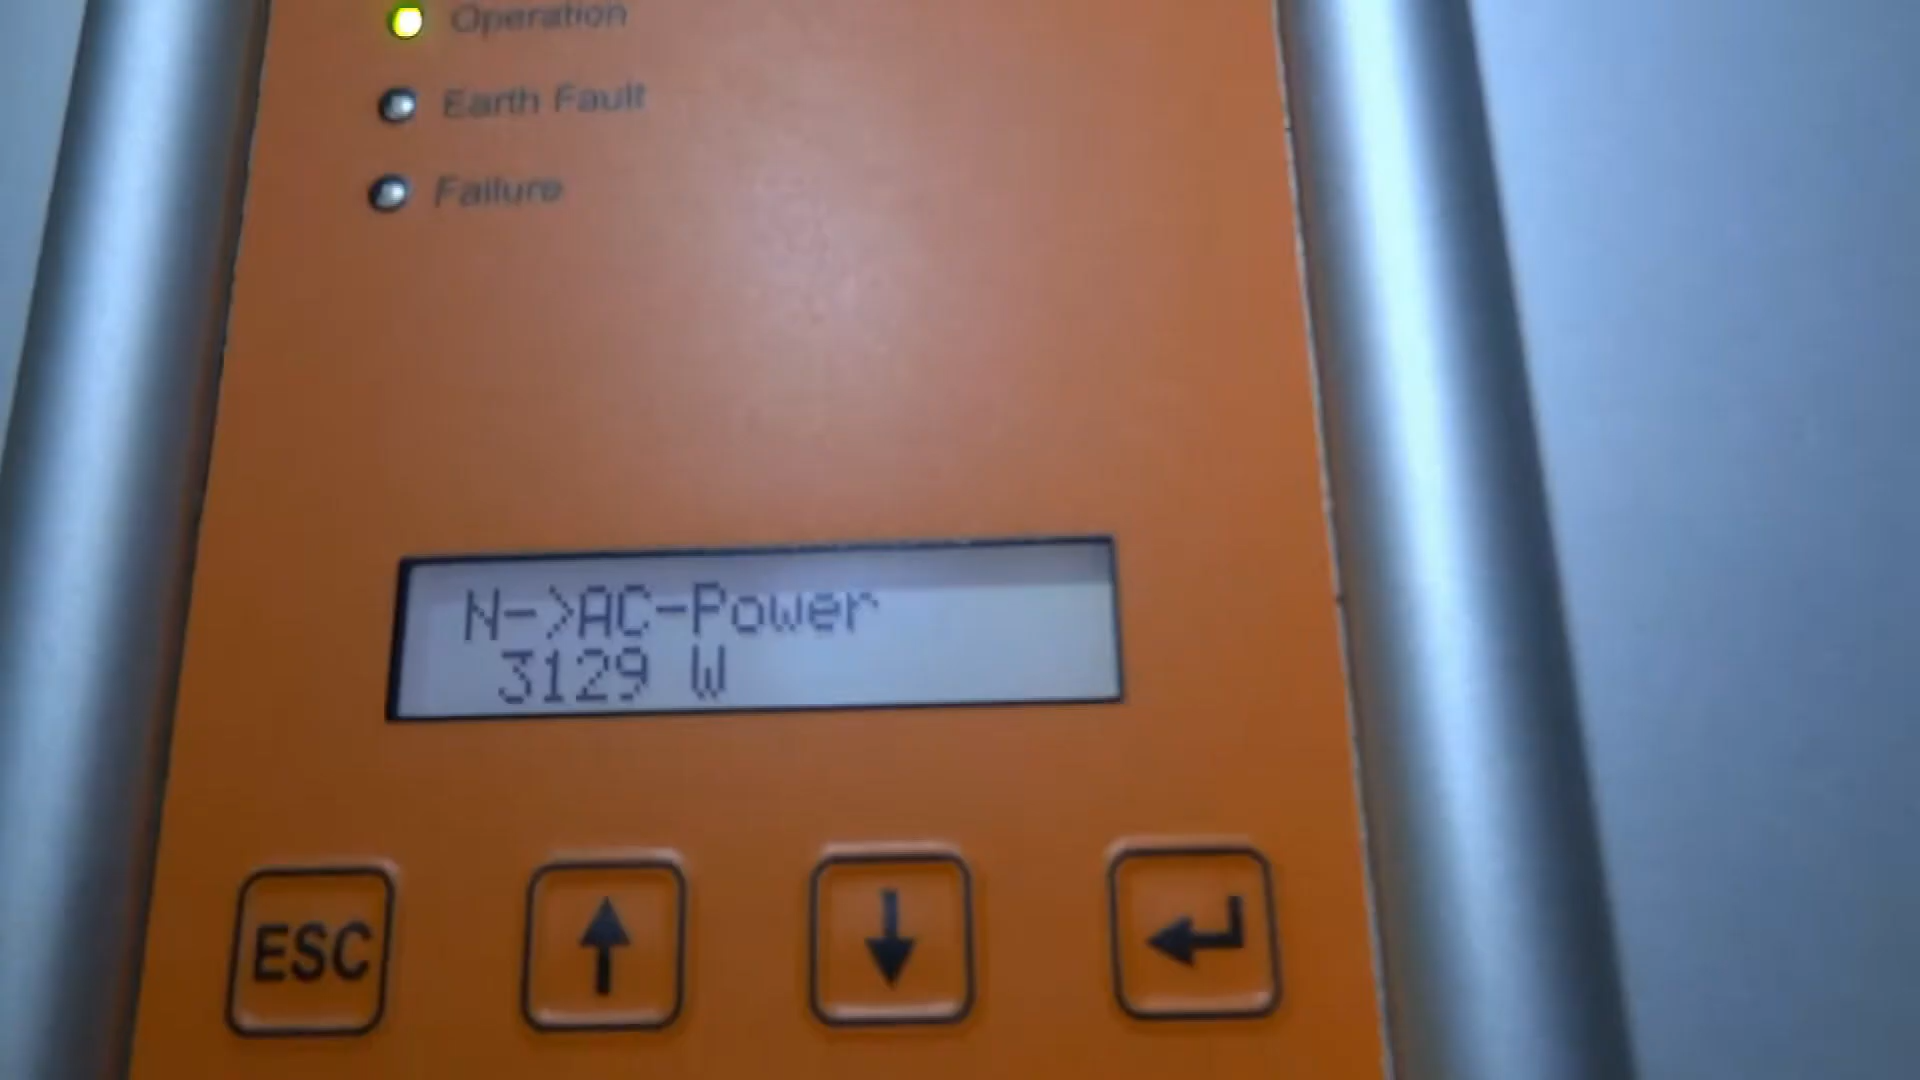 Operation
Earth Fault
Failure
N->AC-Power
3129 W
ESC